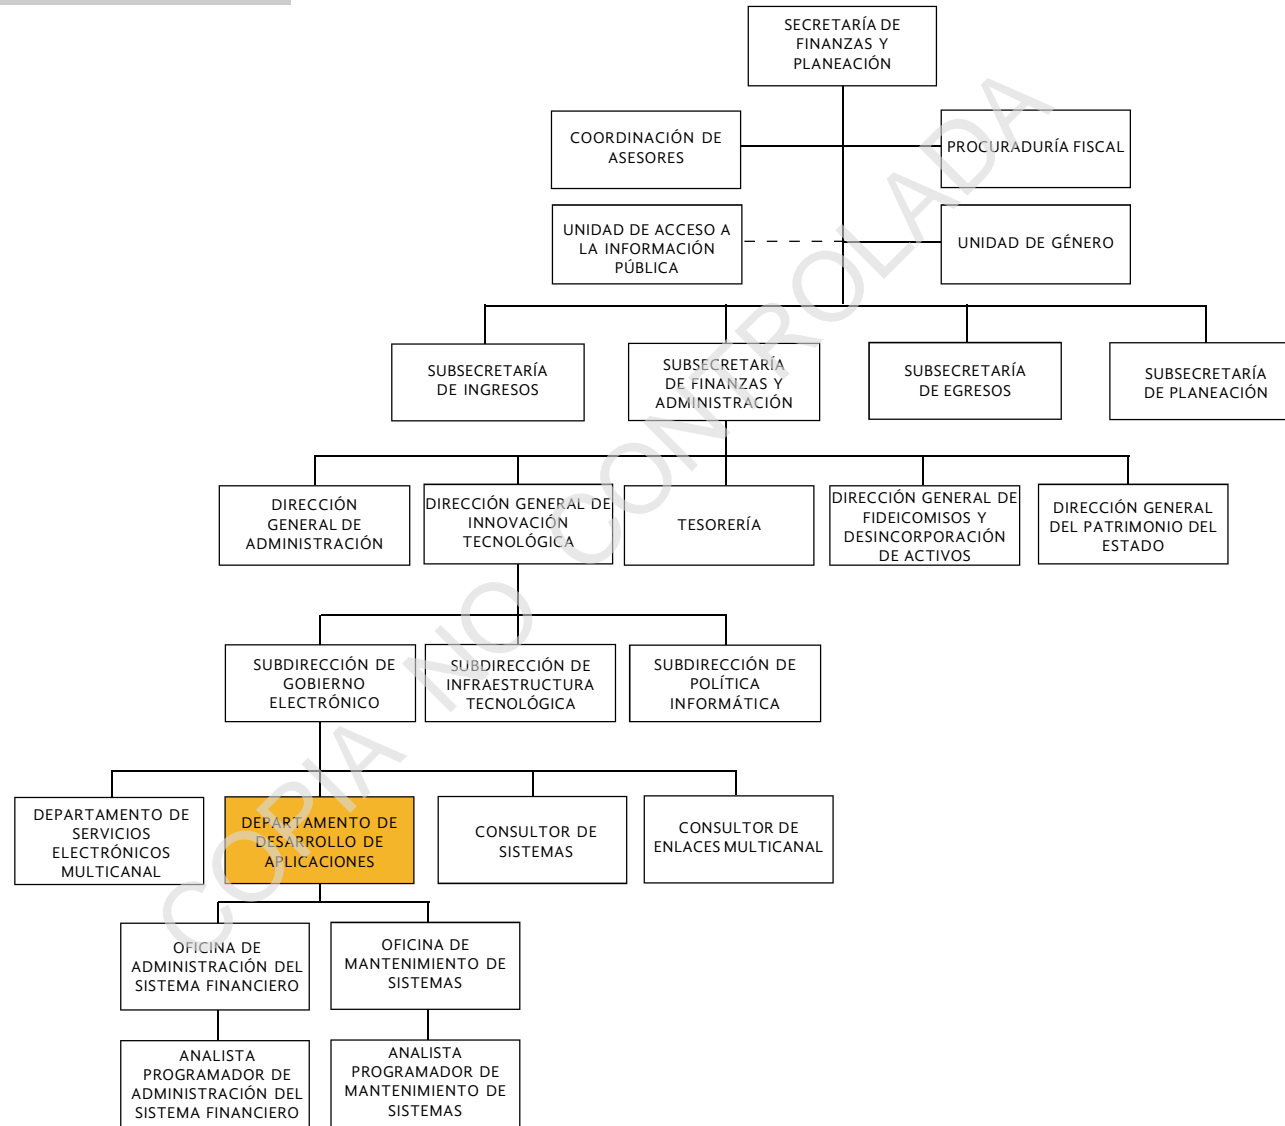 SECRETARÍA DE
FINANZAS Y
PLANEACIÓN
COORDINACIÓN DE
ASESORES
PROCURADURÍA FISCAL
UNIDAD DE ACCESO A
LA INFORMACIÓN
PÚBLICA
UNIDAD DE GÉNERO
SUBSECRETARÍA
DE INGRESOS
SUBSECRETARÍA
DE FINANZAS Y
ADMINISTRACIÓN
SUBSECRETARÍA
DE EGRESOS
SUBSECRETARÍA
DE PLANEACIÓN
DIRECCIÓN
GENERAL DE
ADMINISTRACIÓN
DIRECCIÓN GENERAL DE
INNOVACIÓN
TECNOLÓGICA
TESORERÍA
DIRECCIÓN GENERAL DE
FIDEICOMISOS Y
DESINCORPORACIÓN
DE ACTIVOS
DIRECCIÓN GENERAL
DEL PATRIMONIO DEL
ESTADO
SUBDIRECCIÓN DE
GOBIERNO
ELECTRÓNICO
SUBDIRECCIÓN DE
INFRAESTRUCTURA
TECNOLÓGICA
SUBDIRECCIÓN DE
POLÍTICA
INFORMÁTICA
DEPARTAMENTO DE
SERVICIOS
ELECTRÓNICOS
MULTICANAL
DEPARTAMENTO DE
DESARROLLO DE
APLICACIONES
CONSULTOR DE
SISTEMAS
CONSULTOR DE
ENLACES MULTICANAL
OFICINA DE
ADMINISTRACIÓN DEL
SISTEMA FINANCIERO
OFICINA DE
MANTENIMIENTO DE
SISTEMAS
ANALISTA
PROGRAMADOR DE
ADMINISTRACIÓN DEL
SISTEMA FINANCIERO
ANALISTA
PROGRAMADOR DE
MANTENIMIENTO DE
SISTEMAS
COPIA NO CONTROLADA